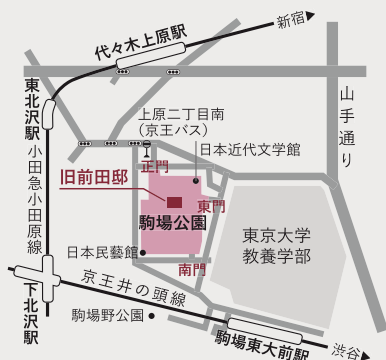 新宿
代々木上原駅
東北沢駅
山手通り
上原二丁目南
(京王バス)
日本近代文学館
正門
小田急小田原線
旧前田邸
東門
駒場公園
東京大学
教養学部
日本民藝館
南門
下北沢駅
京王井の頭線
駒場野公園
駒場東大前駅
渋谷